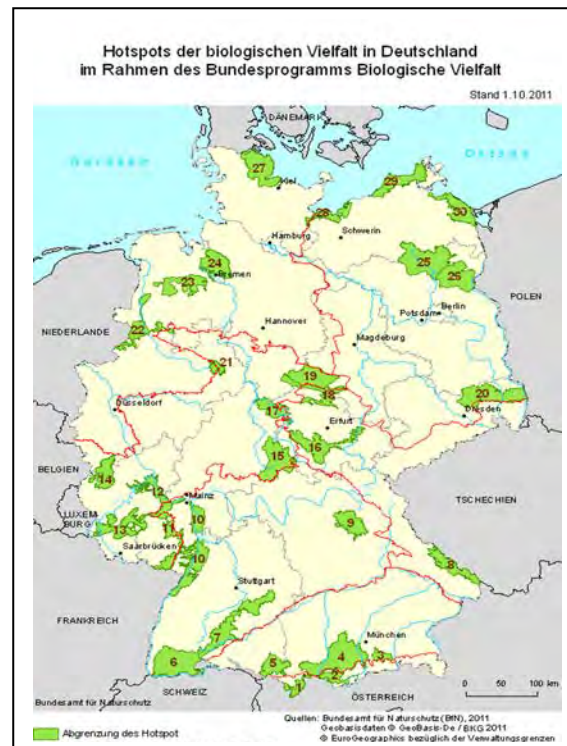 Hotspots der biologischen Vielfalt in Deutschland
im Rahmen des Bundesprogramms Biologische Vielfalt
Stand 1.10.2011
DÄNEMARK
Nordsee
Ostsee
27
Kiel
29
28
30
Hamburg
Schwerin
24
Bremen
23
25
26
POLEN
Berlin
Potsdam
NIEDERLANDE
22
Hannover
Magdeburg
21
19
18
20
Düsseldorf
17
Erfurt
Dresden
16
BELGIEN
15
14
TSCHECHIEN
12
Mainz
LUXEM
BURG
13
11
10
9
Saarbrücken
10
8
Stuttgart
FRANKREICH
7
München
6
5
4
3
2
1
SCHWEIZ
ÖSTERREICH
0
50
100 km
Bundesamt für Naturschutz
Abgrenzung des Hotspot
Quellen: Bundesamt für Naturschutz(BfN), 2011
Geobasisdaten © GeoBasis-De / BKG 2011
© EuroGeographics bezüglich der Verwaltungsgrenzen